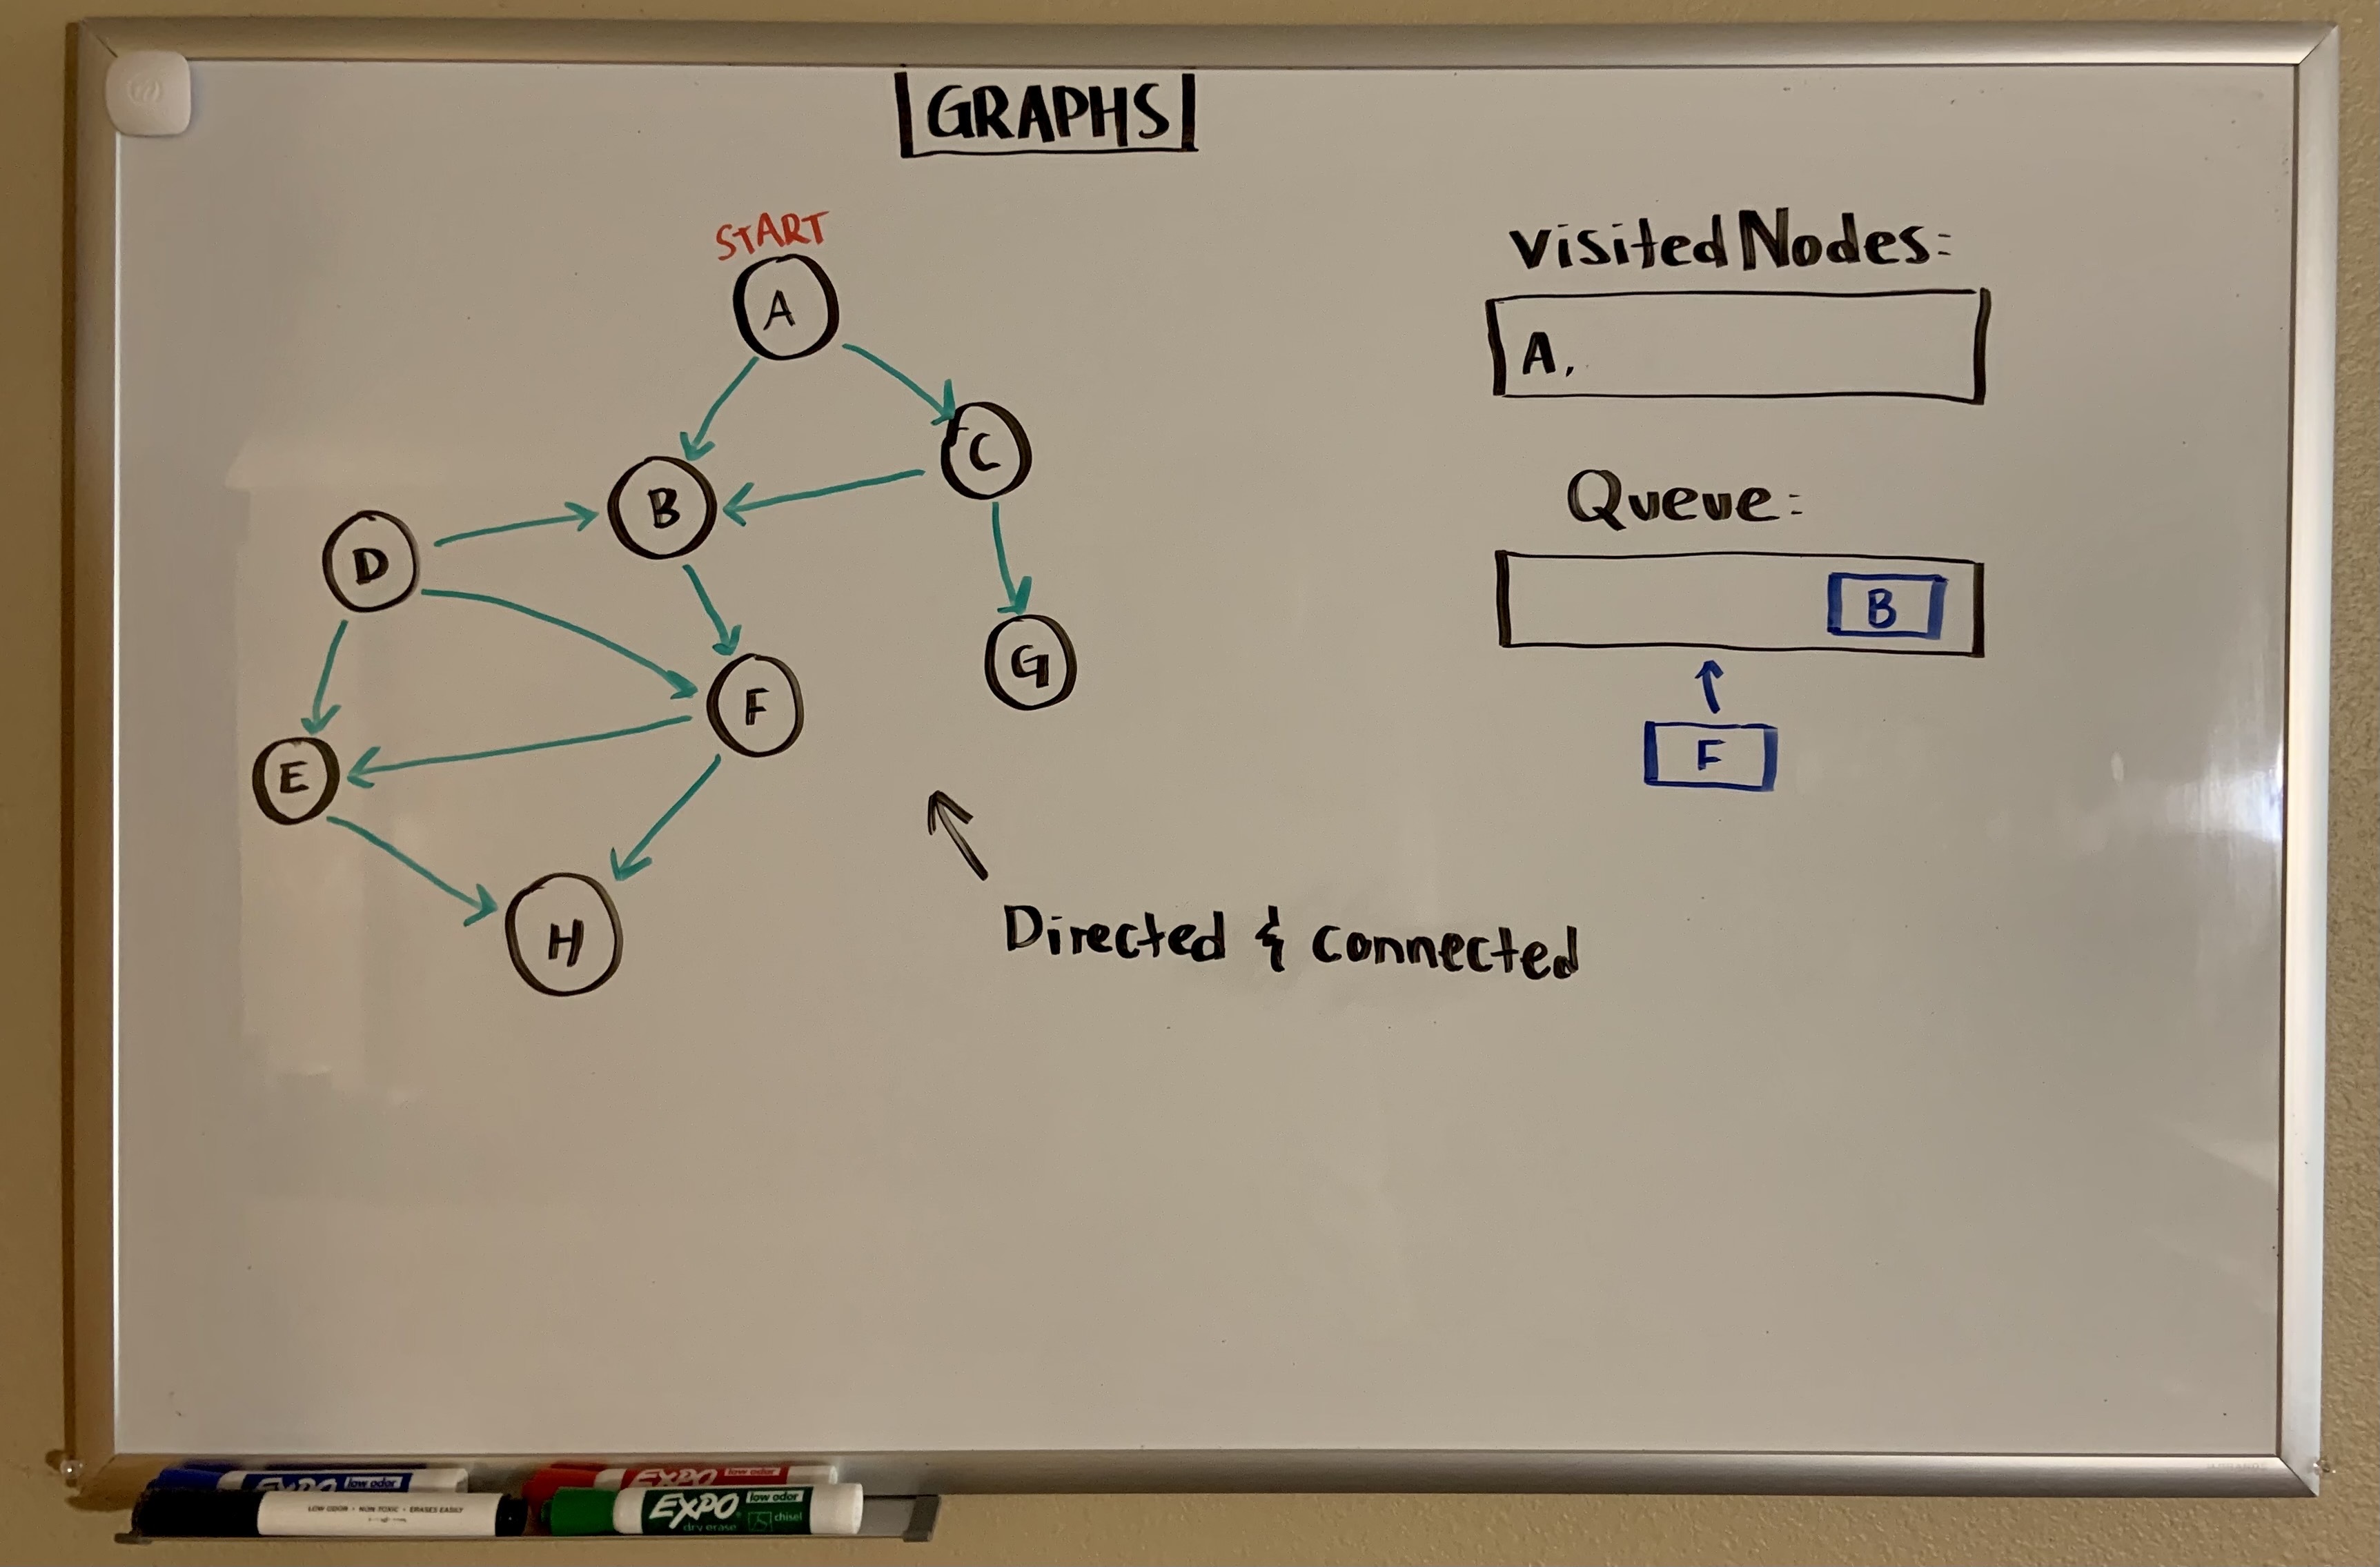 GRAPHS
START
A
B
C
D
E
F
G
H
Directed & connected
visited Nodes:
A,
Queue:
B
F
EXPO low odor
EXPO low odor
LOW ODOR • NON TOXIC • ERASES EASILY
EXPO low odor
dry erase chisel